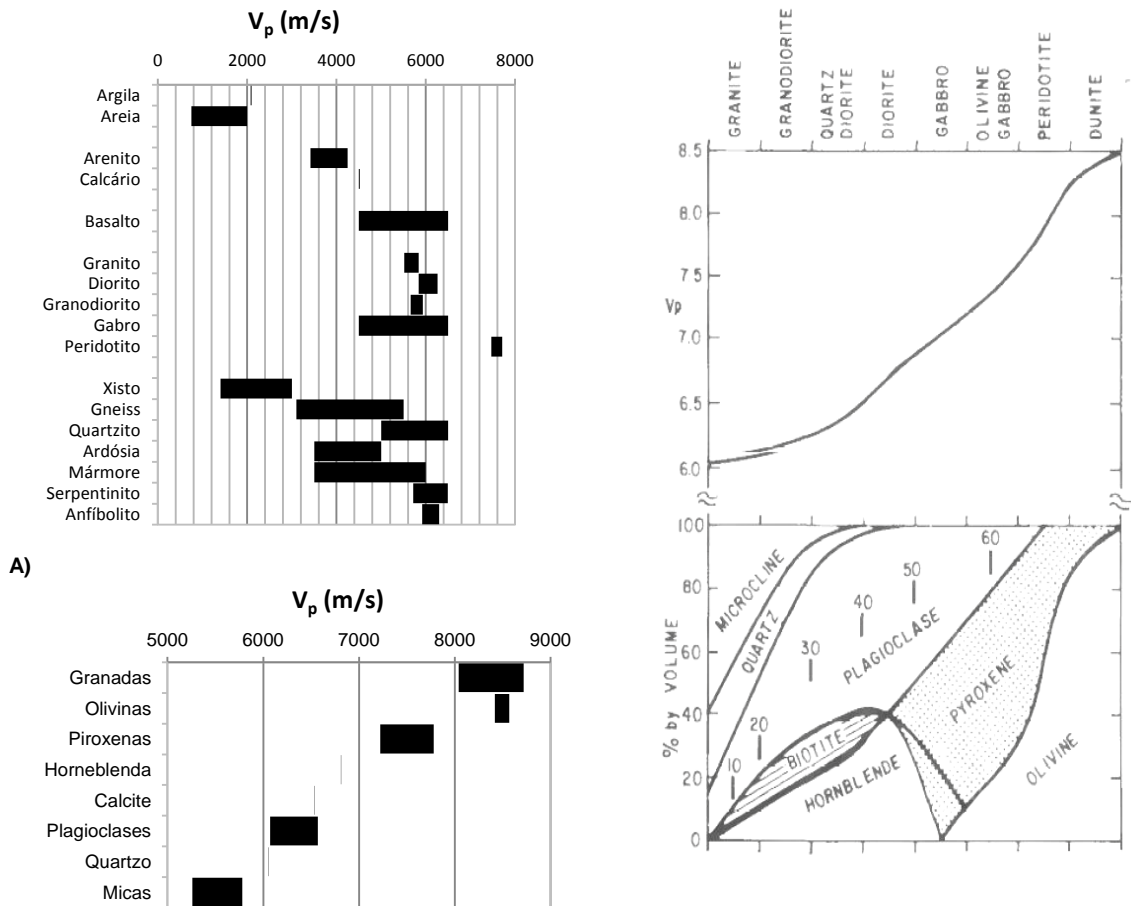 Vp (m/s)
0 2000 4000 6000 8000
Argila
Areia
Arenito
Calcário
Basalto
Granito
Diorito
Granodiorito
Gabro
Peridotito
Xisto
Gneiss
Quartzito
Ardósia
Mármore
Serpentinito
Anfíbolito
A)
Vp (m/s)
5000 6000 7000 8000 9000
Granadas
Olivinas
Piroxenas
Horneblenda
Calcite
Plagioclases
Quartzo
Micas
GRANITE
GRANODIORITE
QUARTZ
DIORITE
DIORITE
GABBRO
OLIVINE
GABBRO
PERIDOTITE
DUNITE
8.5
8.0
7.5
Vp
7.0
6.5
6.0
100
80
60
40
20
0
% by VOLUME
MICROCLINE
QUARTZ
10
20
30
40
50
60
PLAGIOCLASE
BIOTITE
HORNBLENDE
PYROXENE
OLIVINE